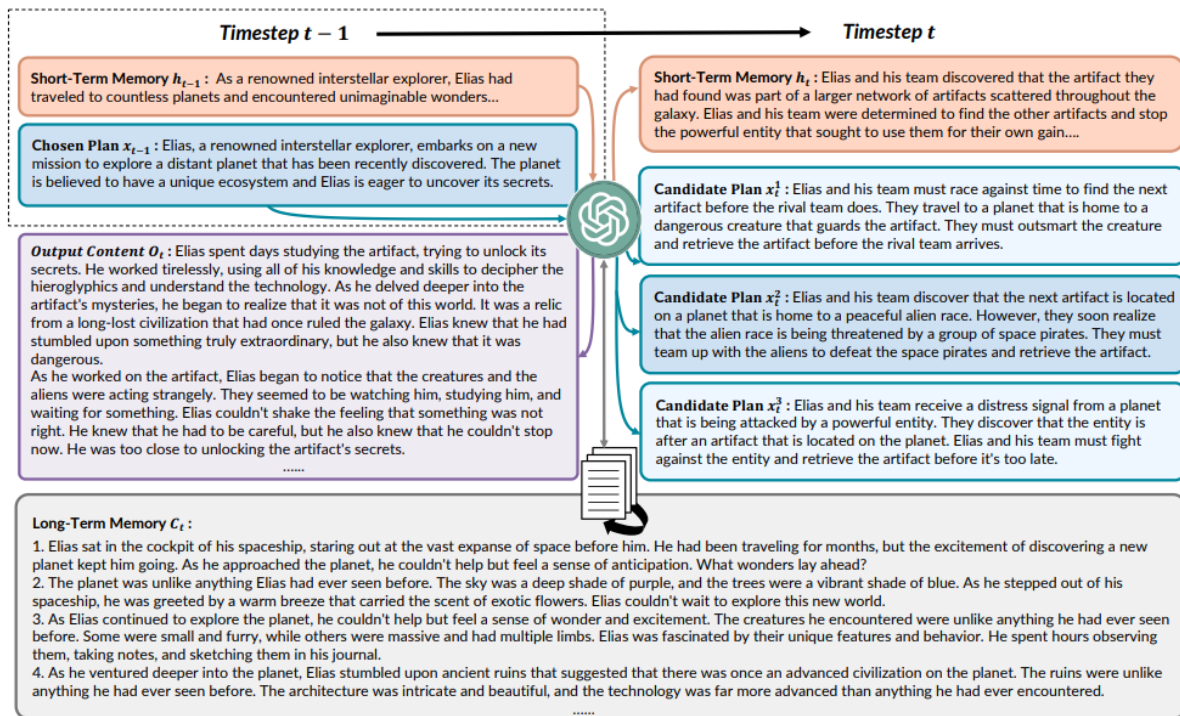 Timestep t − 1
Timestep t
Short-Term Memory hₜ₋₁ : As a renowned interstellar explorer, Elias had
traveled to countless planets and encountered unimaginable
wonders…
Chosen Plan xₜ₋₁ : Elias, a renowned interstellar explorer, embarks on a new
mission to explore a distant planet that has been recently discovered. The planet
is believed to have a unique ecosystem and Elias is eager to uncover its secrets.
Output Content Oₜ : Elias spent days studying the artifact, trying to unlock its
secrets. He worked tirelessly, using all of his knowledge and skills to decipher the
hieroglyphics and understand the technology. As he delved deeper into the
artifact's mysteries, he began to realize that it was not of this world. It was a relic
from a long-lost civilization that had once ruled the galaxy. Elias knew that he had
stumbled upon something truly extraordinary, but he also knew that it was
dangerous.
As he worked on the artifact, Elias began to notice that the creatures and the
aliens were acting strangely. They seemed to be watching him, studying him, and
waiting for something. Elias couldn't shake the feeling that something was not
right. He knew that he had to be careful, but he also knew that he couldn't stop
now. He was too close to unlocking the artifact's secrets.
......
Short-Term Memory hₜ : Elias and his team discovered that the artifact they
had found was part of a larger network of artifacts scattered throughout the
galaxy. Elias and his team were determined to find the other artifacts and stop
the powerful entity that sought to use them for their own gain….
Candidate Plan xₜ¹ : Elias and his team must race against time to find the next
artifact before the rival team does. They travel to a planet that is home to a
dangerous creature that guards the artifact. They must outsmart the creature
and retrieve the artifact before the rival team arrives.
Candidate Plan xₜ² : Elias and his team discover that the next artifact is located
on a planet that is home to a peaceful alien race. However, they soon realize
that the alien race is being threatened by a group of space pirates. They must
team up with the aliens to defeat the space pirates and retrieve the artifact.
Candidate Plan xₜ³ : Elias and his team receive a distress signal from a planet
that is being attacked by a powerful entity. They discover that the entity is
after an artifact that is located on the planet. Elias and his team must fight
against the entity and retrieve the artifact before it's too late.
Long-Term Memory Cₜ :
1. Elias sat in the cockpit of his spaceship, staring out at the vast expanse of space before him. He had been traveling for months, but the excitement of discovering a new
planet kept him going. As he approached the planet, he couldn't help but feel a sense of anticipation. What wonders lay ahead?
2. The planet was unlike anything Elias had ever seen before. The sky was a deep shade of purple, and the trees were a vibrant shade of blue. As he stepped out of his
spaceship, he was greeted by a warm breeze that carried the scent of exotic flowers. Elias couldn't wait to explore this new world.
3. As Elias continued to explore the planet, he couldn't help but feel a sense of wonder and excitement. The creatures he encountered were unlike anything he had ever seen
before. Some were small and furry, while others were massive and had multiple limbs. Elias was fascinated by their unique features and behavior. He spent hours observing
them, taking notes, and sketching them in his journal.
4. As he ventured deeper into the planet, Elias stumbled upon ancient ruins that suggested that there was once an advanced civilization on the planet. The ruins were unlike
anything he had ever seen before. The architecture was intricate and beautiful, and the technology was far more advanced than anything he had ever encountered.
......